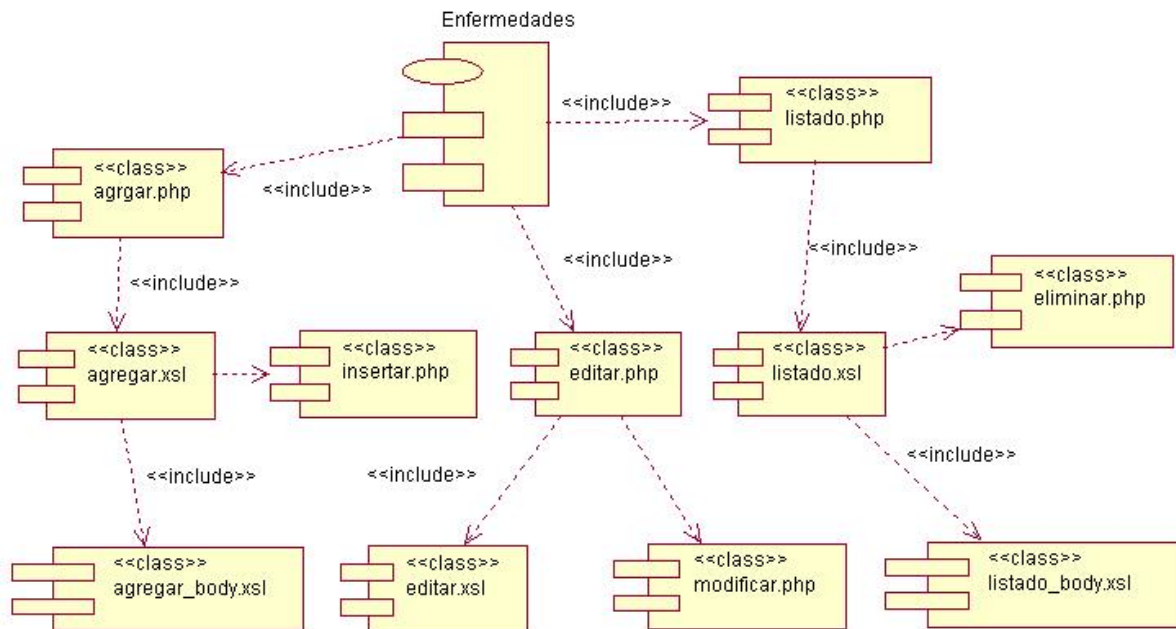 Enfermedades
<<include>>
<<class>>
listado.php
<<class>>
agrgar.php
<<include>>
<<include>>
<<include>>
<<include>>
<<class>>
eliminar.php
<<class>>
agregar.xsl
<<class>>
insertar.php
<<class>>
editar.php
<<class>>
listado.xsl
<<include>>
<<include>>
<<include>>
<<class>>
agregar_body.xsl
<<class>>
editar.xsl
<<class>>
modificar.php
<<class>>
listado_body.xsl